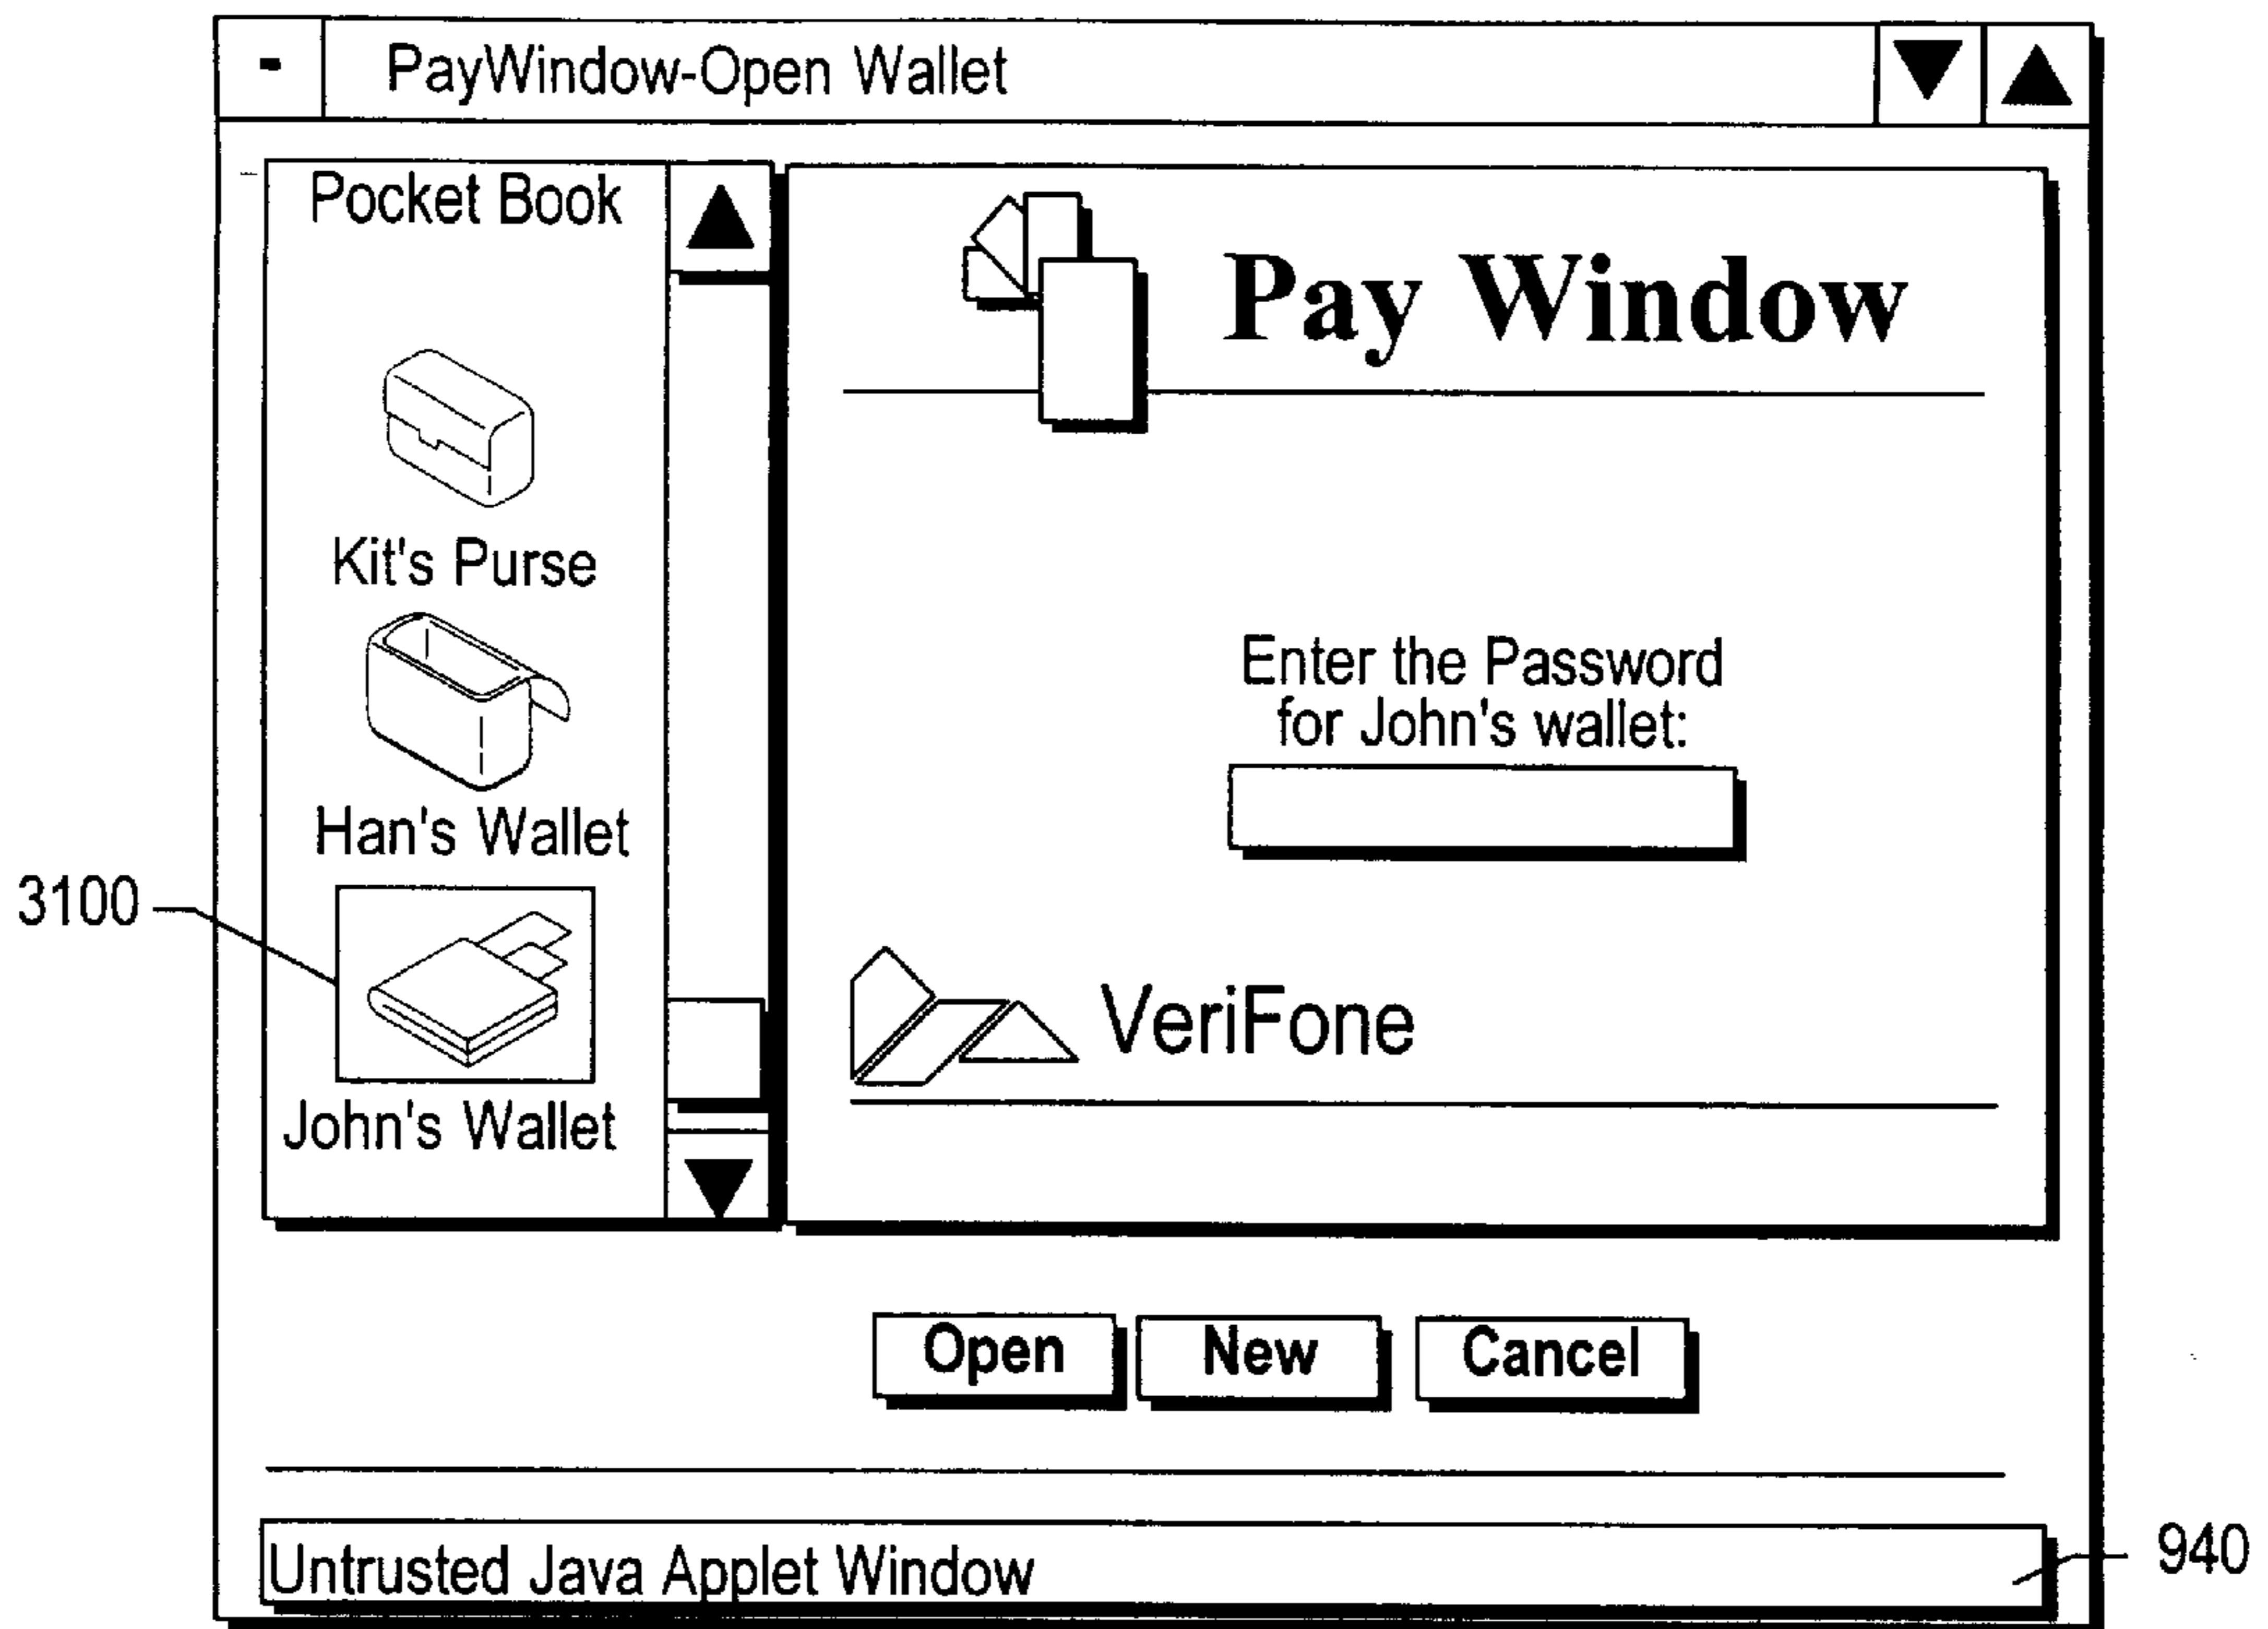 PayWindow-Open Wallet
Pocket Book
Kit's Purse
Han's Wallet
3100
John's Wallet
Pay Window
Enter the Password
for John's wallet:
VeriFone
Open
New
Cancel
Untrusted Java Applet Window
940